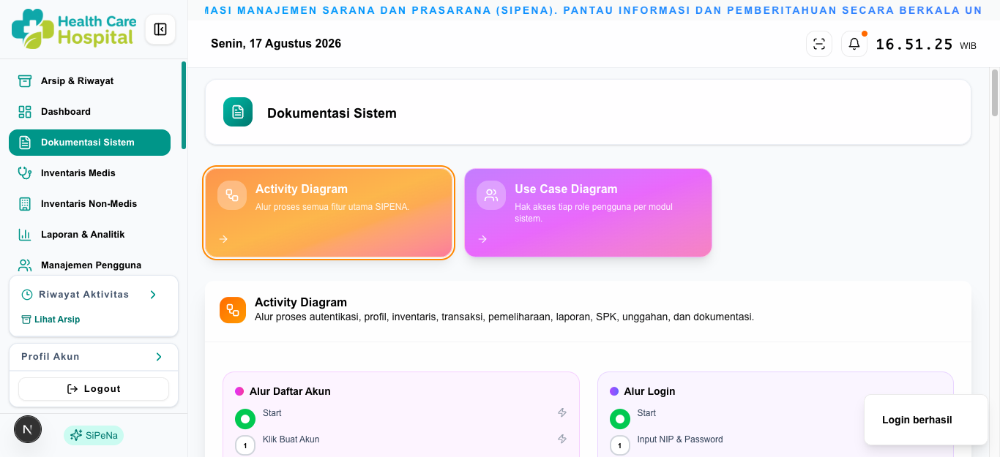 Health Care
Hospital
MASI MANAJEMEN SARANA DAN PRASARANA (SIPENA). PANTAU INFORMASI DAN PEMBERITAHUAN SECARA BERKALA UN
Senin, 17 Agustus 2026
16.51.25 WIB
Arsip & Riwayat
Dashboard
Dokumentasi Sistem
Inventaris Medis
Inventaris Non-Medis
Laporan & Analitik
Manajemen Pengguna
Riwayat Aktivitas
Lihat Arsip
Profil Akun
Logout
N
SiPeNa
Dokumentasi Sistem
Activity Diagram
Alur proses semua fitur utama SIPENA.
Use Case Diagram
Hak akses tiap role pengguna per modul
sistem.
Activity Diagram
Alur proses autentikasi, profil, inventaris, transaksi, pemeliharaan, laporan, SPK, unggahan, dan dokumentasi.
Alur Daftar Akun
Start
1 Klik Buat Akun
Alur Login
Start
1 Input NIP & Password
Login berhasil